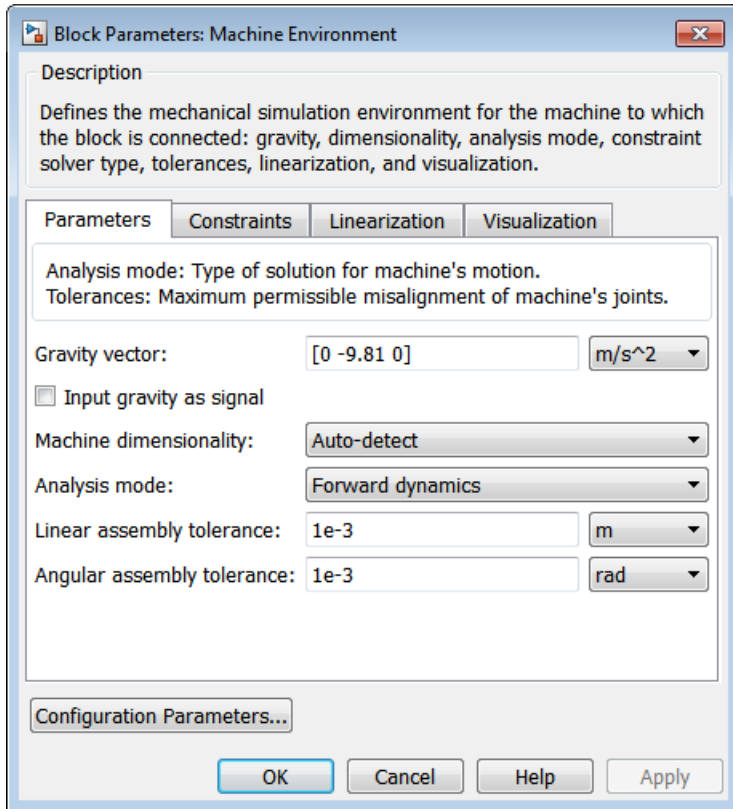 Block Parameters: Machine Environment
Description
Defines the mechanical simulation environment for the machine to which
the block is connected: gravity, dimensionality, analysis mode, constraint
solver type, tolerances, linearization, and visualization.
Parameters Constraints Linearization Visualization
Analysis mode: Type of solution for machine's motion.
Tolerances: Maximum permissible misalignment of machine's joints.
Gravity vector: [0 -9.81 0] m/s^2
Input gravity as signal
Machine dimensionality: Auto-detect
Analysis mode: Forward dynamics
Linear assembly tolerance: 1e-3 m
Angular assembly tolerance: 1e-3 rad
Configuration Parameters...
OK Cancel Help Apply